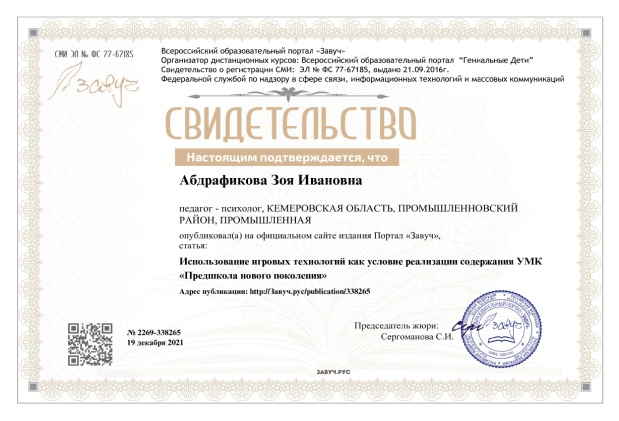 СМИ ЭЛ № ФС 77-67185
Завуч
Всероссийский образовательный портал «Завуч»
Организатор дистанционных курсов: Всероссийский образовательный портал “Гениальные Дети”
Свидетельство о регистрации СМИ: ЭЛ № ФС 77-67185, выдано 21.09.2016г.
Федеральной службой по надзору в сфере связи, информационных технологий и массовых коммуникаций
СВИДЕТЕЛЬСТВО
Настоящим подтверждается, что
Абдрафикова Зоя Ивановна
педагог - психолог, КЕМЕРОВСКАЯ ОБЛАСТЬ, ПРОМЫШЛЕННОВСКИЙ
РАЙОН, ПРОМЫШЛЕННАЯ
опубликовал(а) на официальном сайте издания Портал «Завуч»,
статья:
Использование игровых технологий как условие реализации содержания УМК
«Предшкола нового поколения»
Адрес публикации: http://Завуч.рус/publication/338265
№ 2269-338265
19 декабря 2021
Председатель жюри:
Сергоманова С.И.
Завуч
ЗАВУЧ.РУС